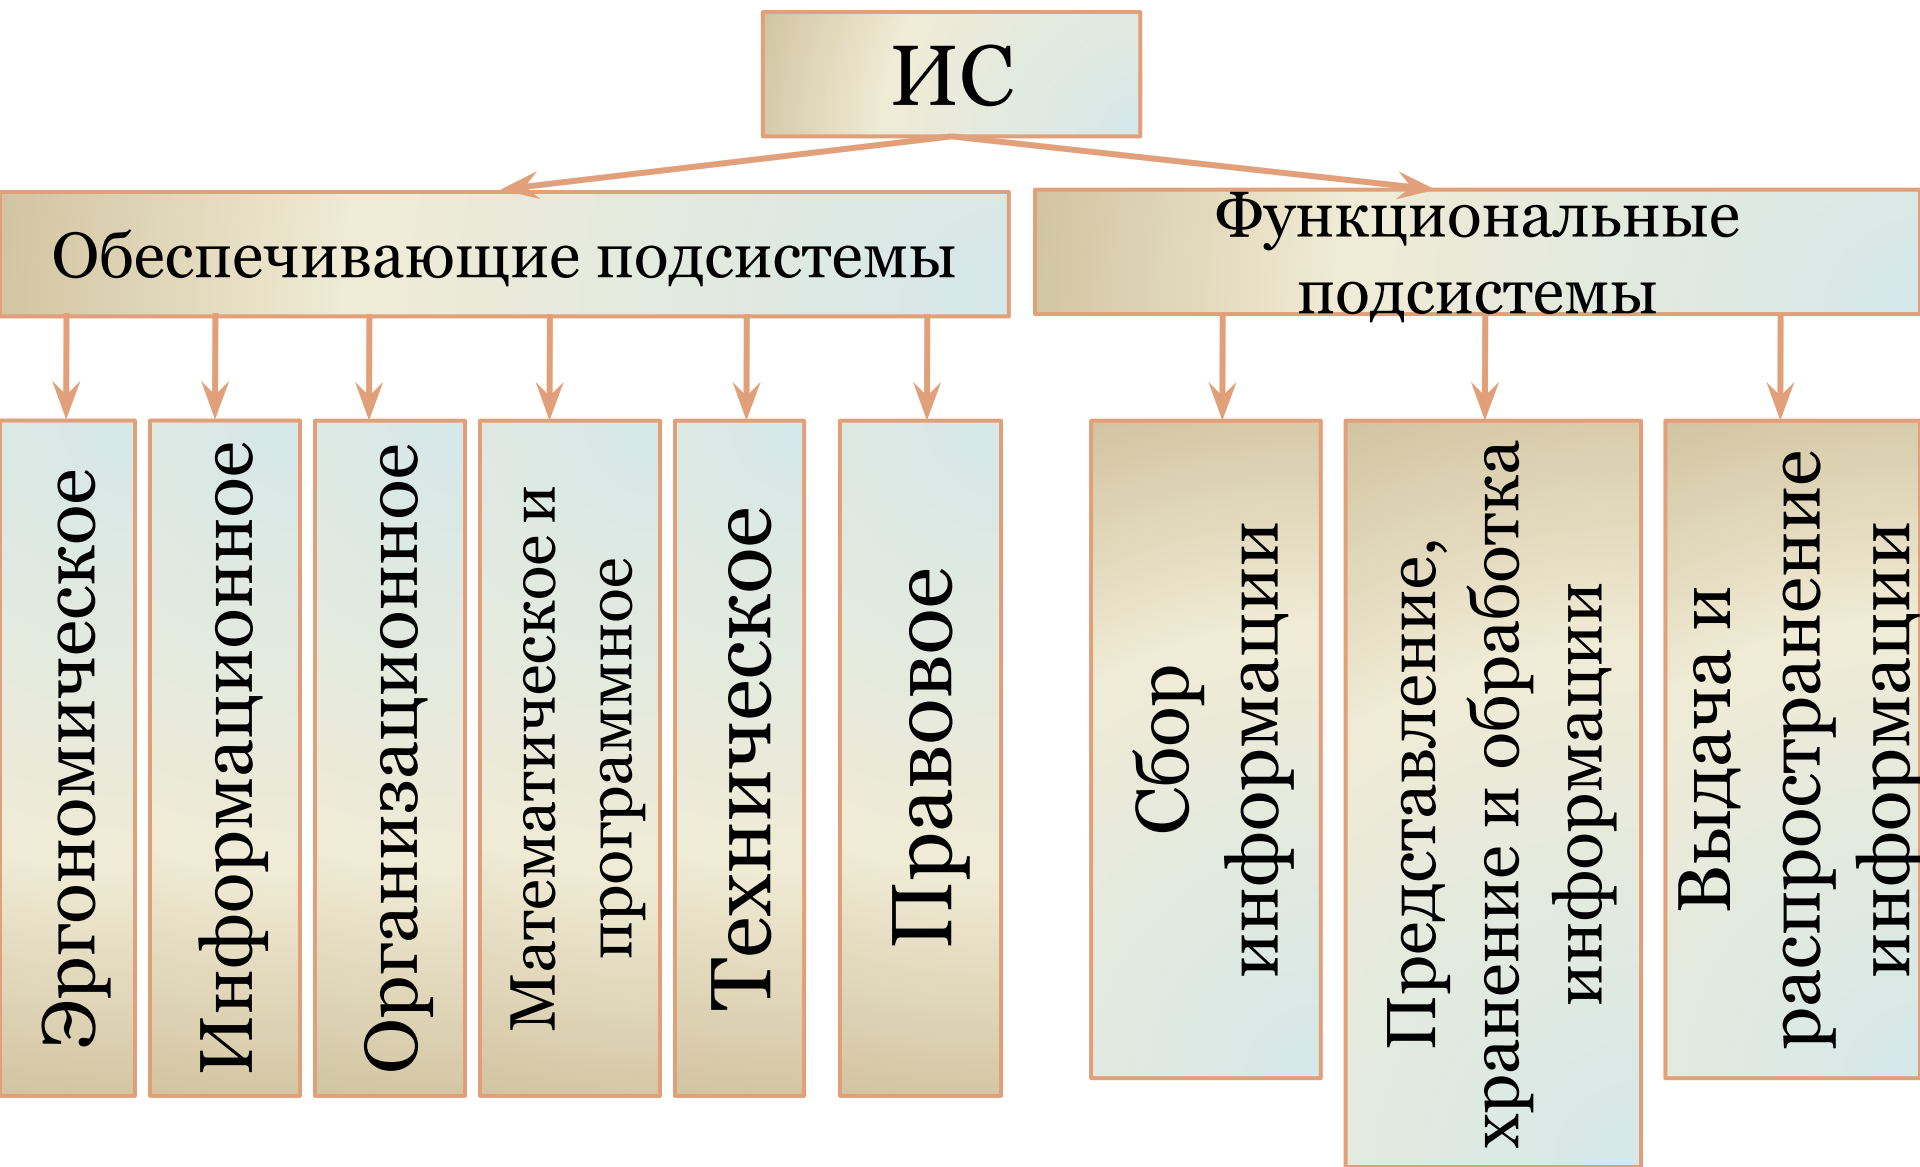 ИС
Обеспечивающие подсистемы
Функциональные
подсистемы
Эргономическое
Информационное
Организационное
Математическое и
программное
Техническое
Правовое
Сбор
информации
Представление,
хранение и обработка
информации
Выдача и
распространение
информации